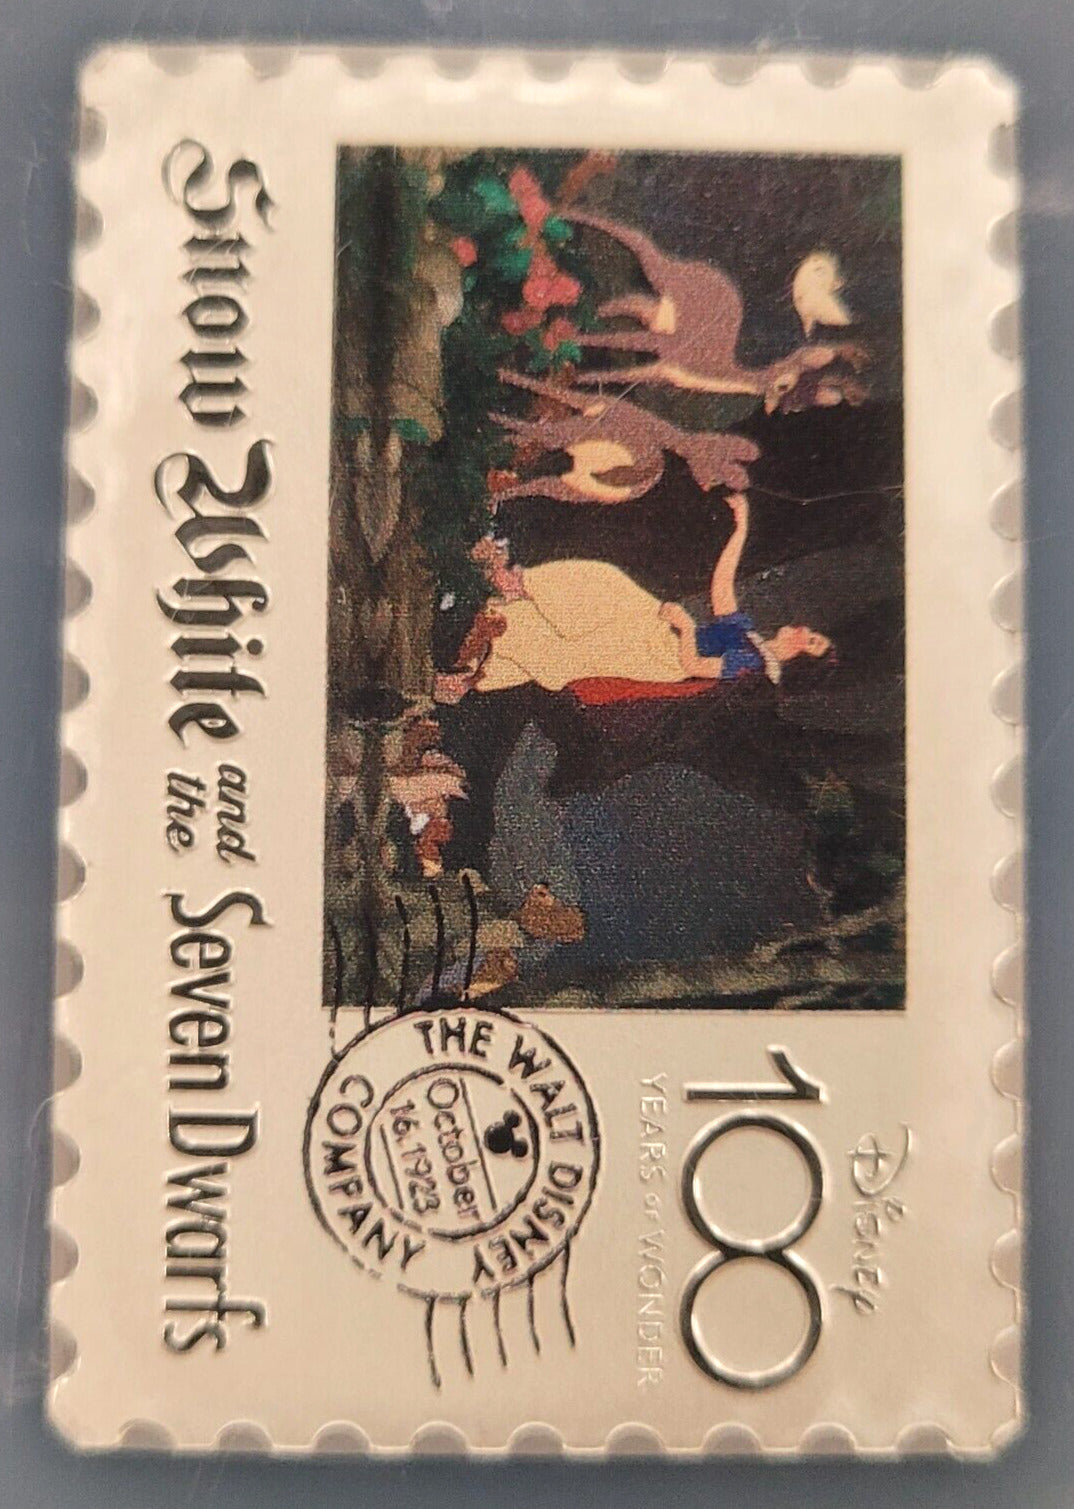 Disney
100
YEARS OF WONDER
THE WALT DISNEY
COMPANY
October
16, 1923
Snow White and
the Seven Dwarfs